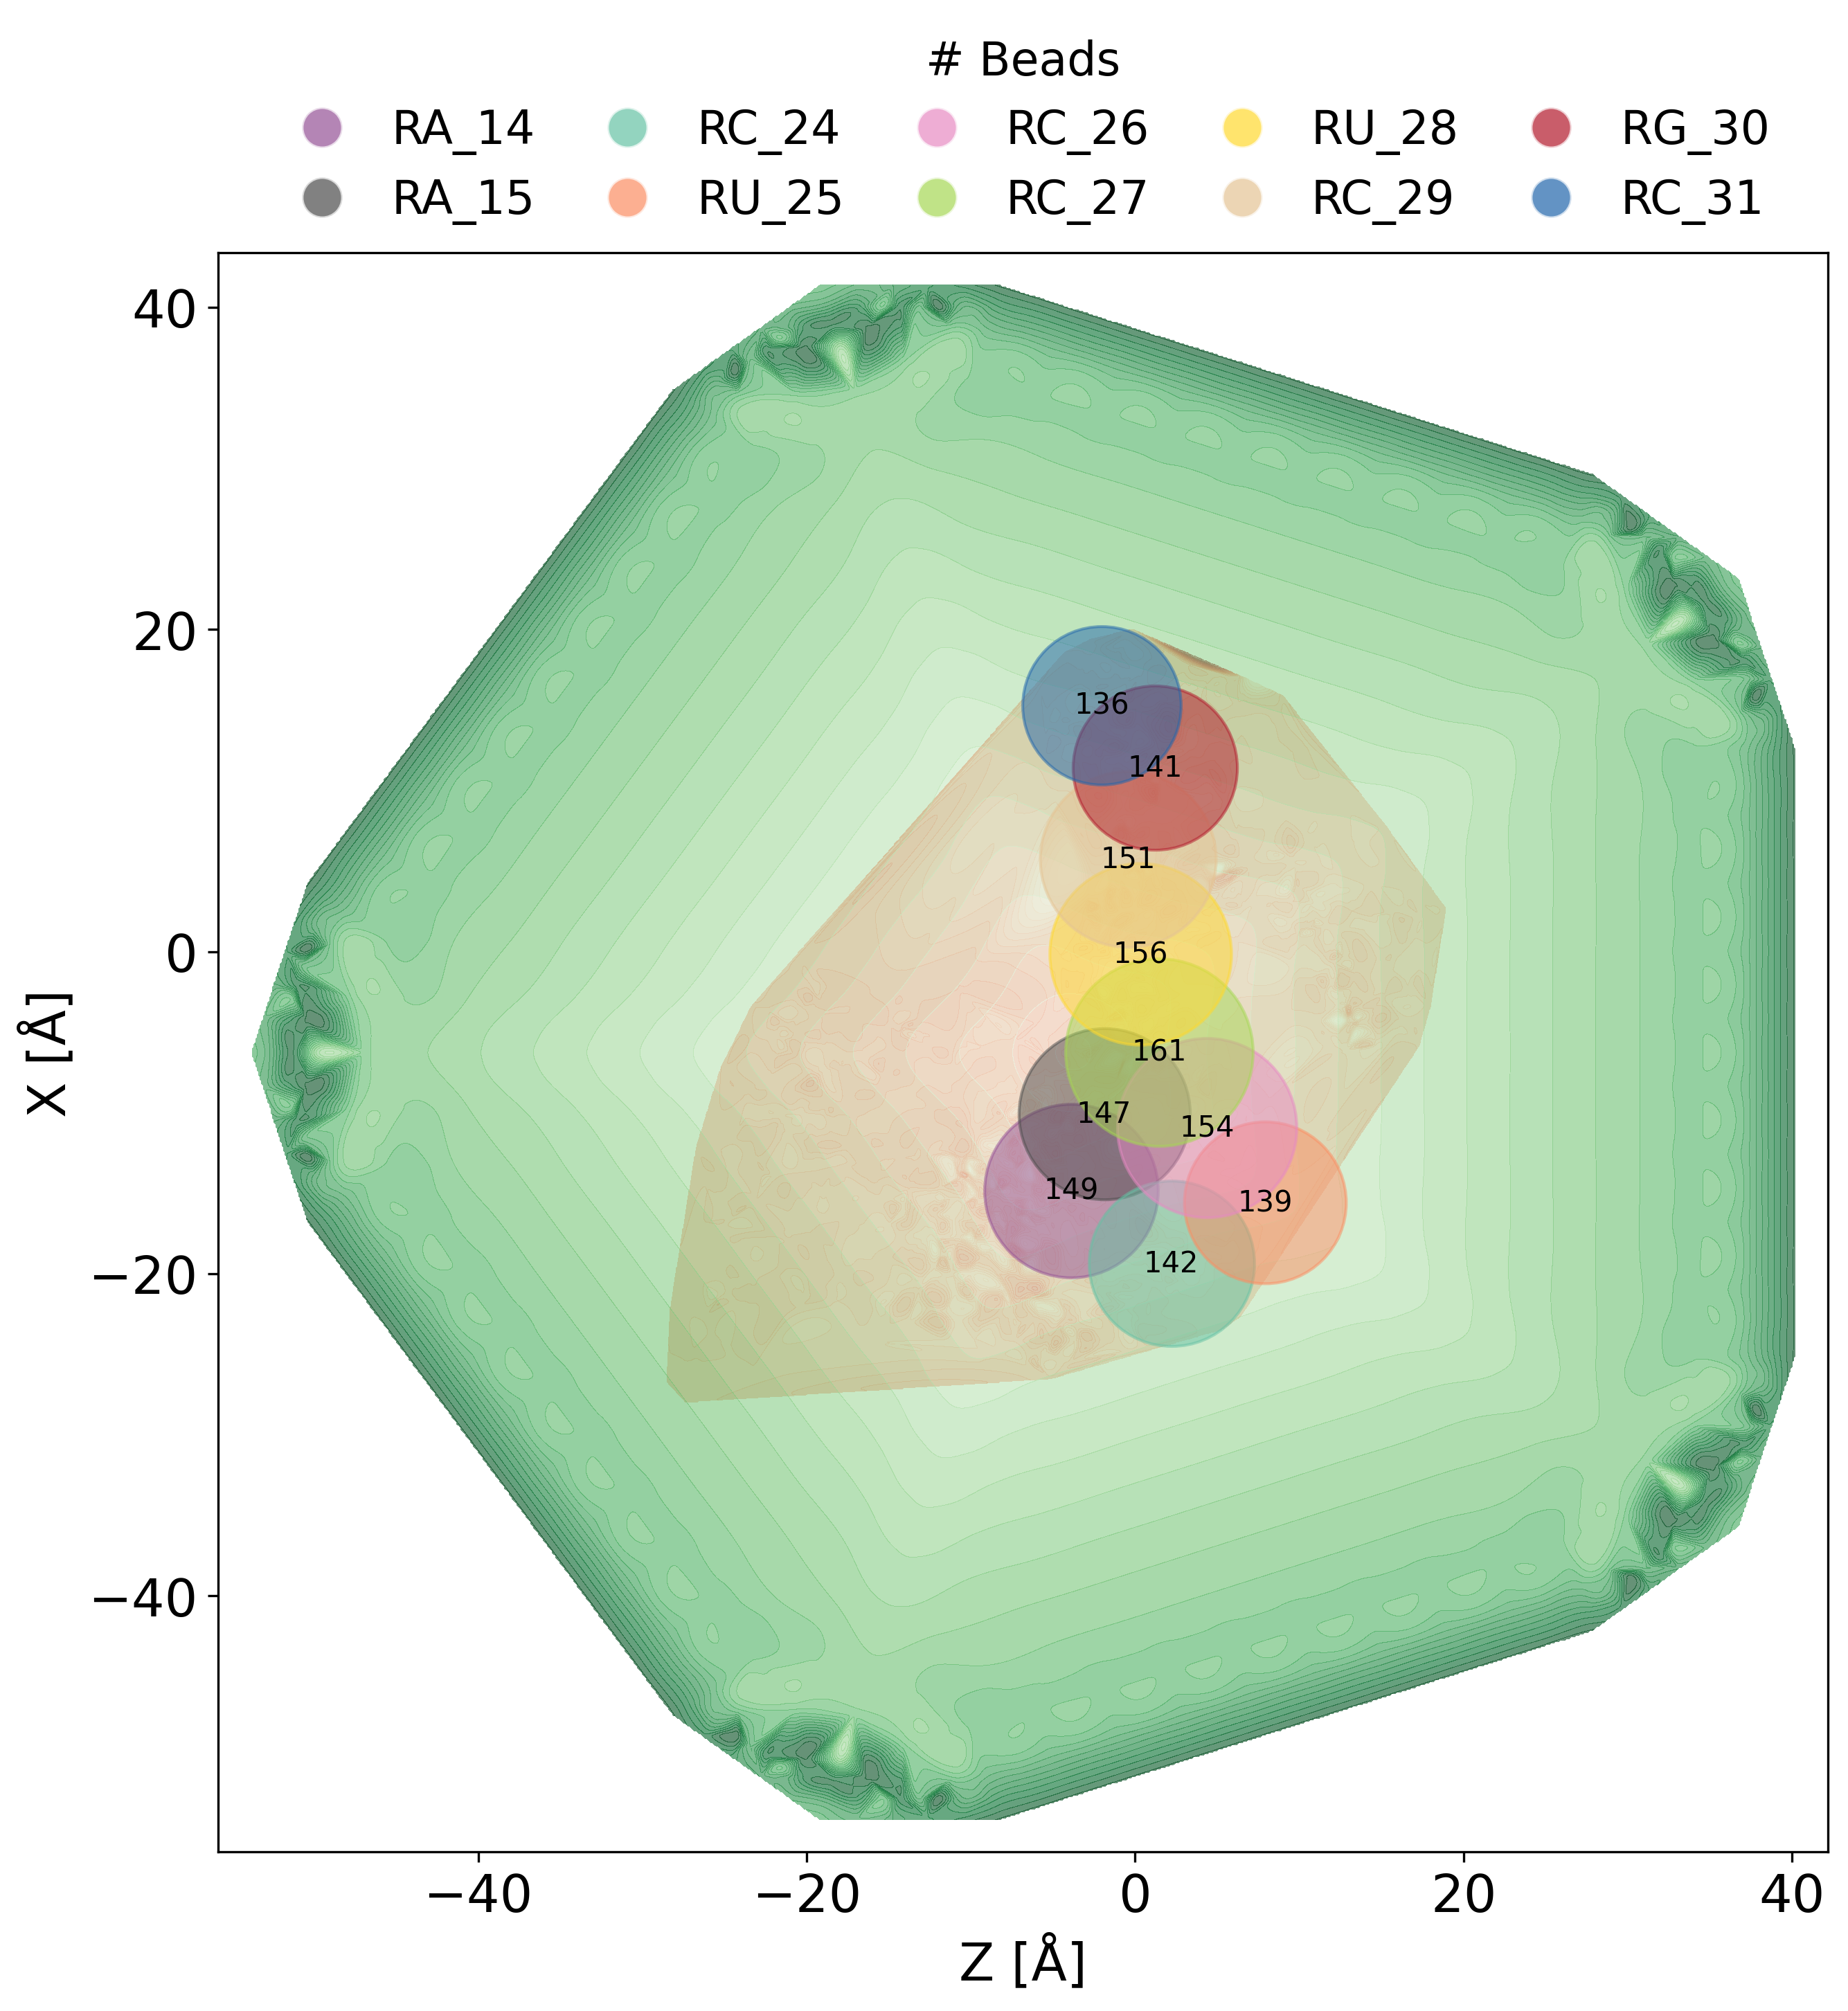 # Beads
RA_14 RC_24 RC_26 RU_28 RG_30
RA_15 RU_25 RC_27 RC_29 RC_31
40
20
0
−20
−40
X [Å]
136
141
151
156
161
147
154
149
139
142
−40 −20 0 20 40
Z [Å]